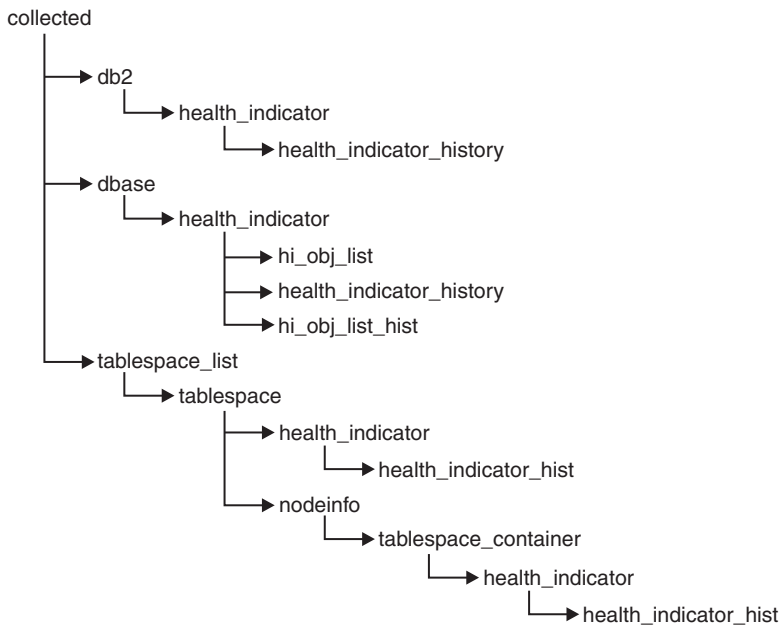 collected
db2
health_indicator
health_indicator_history
dbase
health_indicator
hi_obj_list
health_indicator_history
hi_obj_list_hist
tablespace_list
tablespace
health_indicator
health_indicator_hist
nodeinfo
tablespace_container
health_indicator
health_indicator_hist